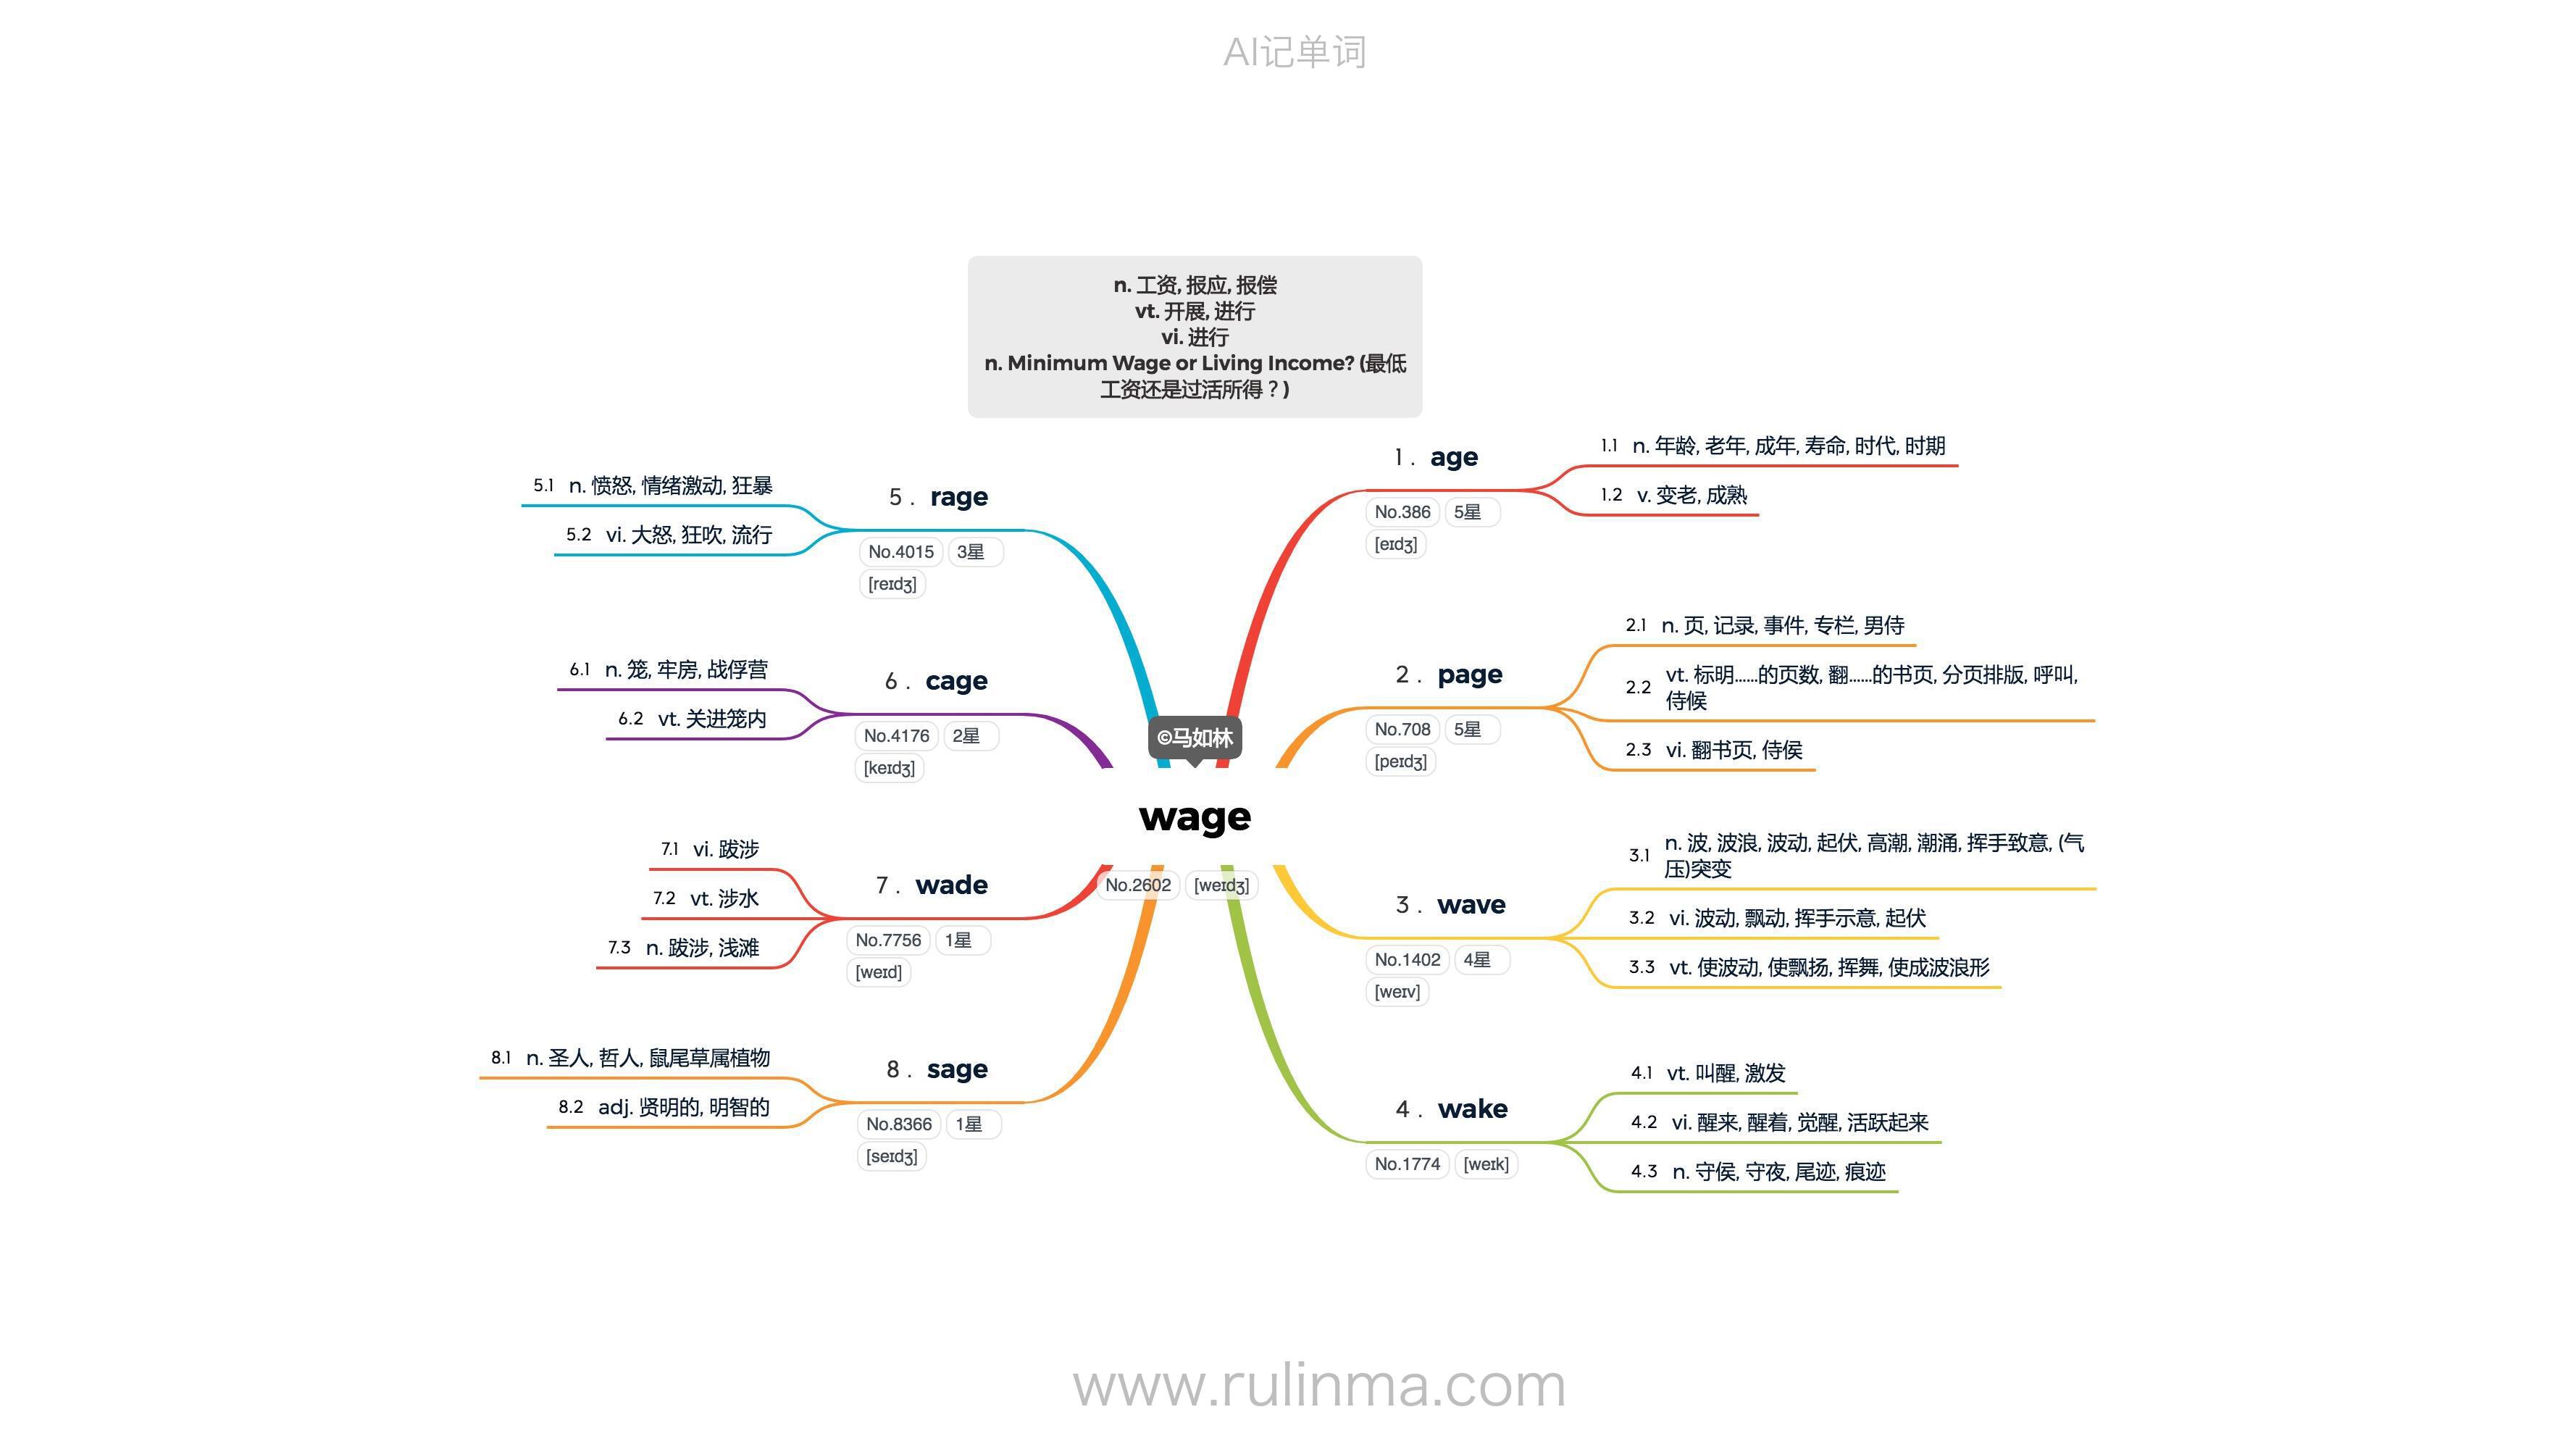 AI记单词
n. 工资, 报应, 报偿
vt. 开展, 进行
vi. 进行
n. Minimum Wage or Living Income? (最低
工资还是过活所得？)
©马如林
wage
No.2602 [weɪdʒ]
1. age
No.386 5星
[eɪdʒ]
1.1 n. 年龄, 老年, 成年, 寿命, 时代, 时期
1.2 v. 变老, 成熟
2. page
No.708 5星
[peɪdʒ]
2.1 n. 页, 记录, 事件, 专栏, 男侍
2.2 vt. 标明......的页数, 翻......的书页, 分页排版, 呼叫,
侍候
2.3 vi. 翻书页, 侍侯
3. wave
No.1402 4星
[weɪv]
3.1 n. 波, 波浪, 波动, 起伏, 高潮, 潮涌, 挥手致意, (气
压)突变
3.2 vi. 波动, 飘动, 挥手示意, 起伏
3.3 vt. 使波动, 使飘扬, 挥舞, 使成波浪形
4. wake
No.1774 [weɪk]
4.1 vt. 叫醒, 激发
4.2 vi. 醒来, 醒着, 觉醒, 活跃起来
4.3 n. 守侯, 守夜, 尾迹, 痕迹
5. rage
No.4015 3星
[reɪdʒ]
5.1 n. 愤怒, 情绪激动, 狂暴
5.2 vi. 大怒, 狂吹, 流行
6. cage
No.4176 2星
[keɪdʒ]
6.1 n. 笼, 牢房, 战俘营
6.2 vt. 关进笼内
7. wade
No.7756 1星
[weɪd]
7.1 vi. 跋涉
7.2 vt. 涉水
7.3 n. 跋涉, 浅滩
8. sage
No.8366 1星
[seɪdʒ]
8.1 n. 圣人, 哲人, 鼠尾草属植物
8.2 adj. 贤明的, 明智的
www.rulinma.com